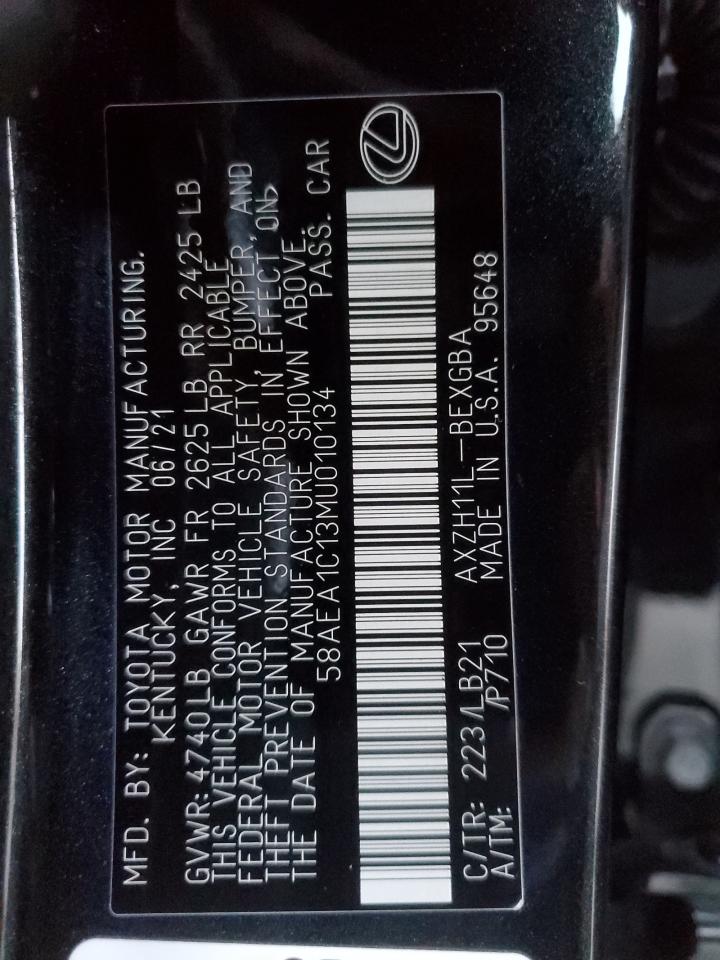 MFD. BY: TOYOTA MOTOR MANUFACTURING,
KENTUCKY, INC 06/21
GVWR: 4740LB GAWR FR 2625LB RR 2425 LB
THIS VEHICLE CONFORMS TO ALL APPLICABLE
FEDERAL MOTOR VEHICLE SAFETY, BUMPER, AND
THEFT PREVENTION STANDARDS IN EFFECT ON
THE DATE OF MANUFACTURE SHOWN ABOVE.
58AEA1C13MU010134 PASS. CAR
C/TR: 223/LB21 AXZH11L-BEXGBA
A/TM: /P710 MADE IN U.S.A. 95648